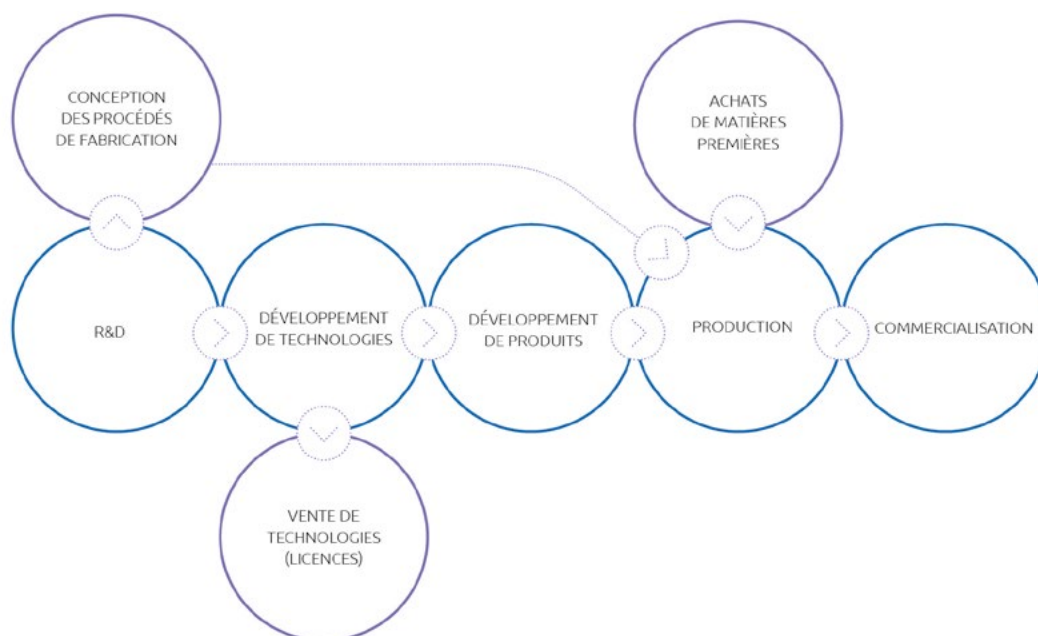 CONCEPTION
DES PROCÉDÉS
DE FABRICATION
ACHATS
DE MATIÈRES
PREMIÈRES
R&D
DÉVELOPPEMENT
DE TECHNOLOGIES
DÉVELOPPEMENT
DE PRODUITS
PRODUCTION
COMMERCIALISATION
VENTE DE
TECHNOLOGIES
(LICENCES)